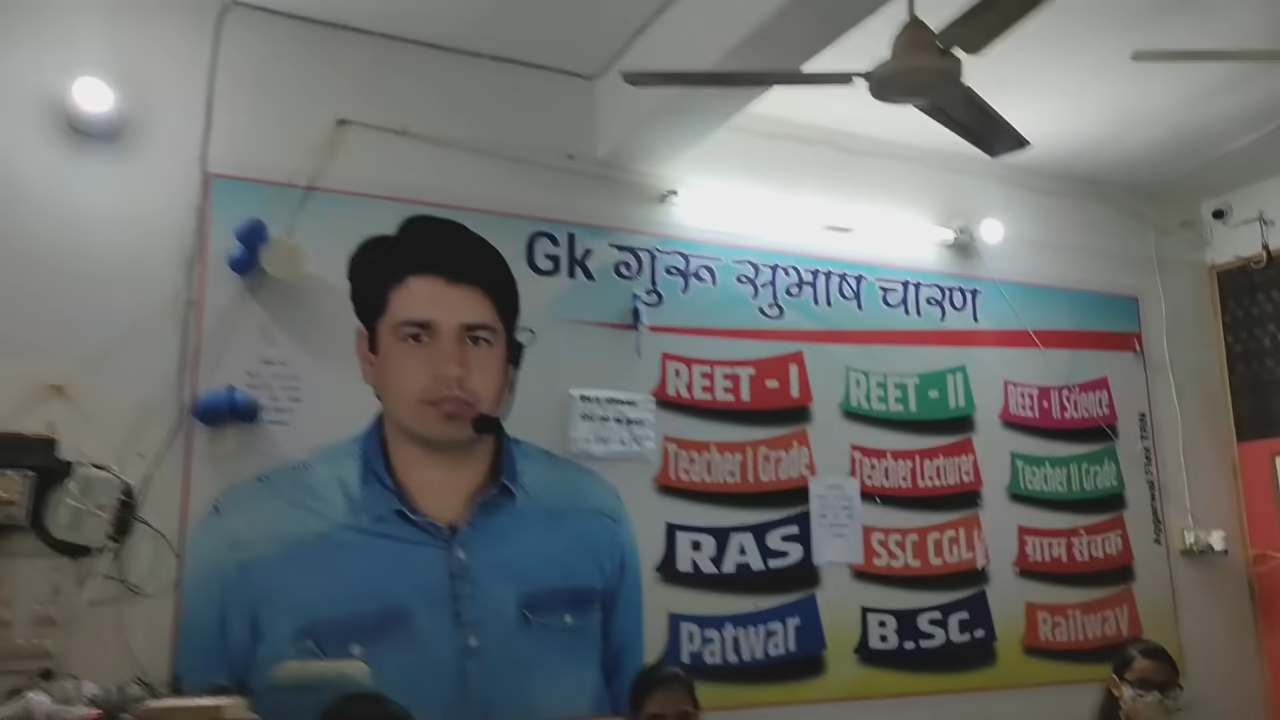 Gk गुरू सुभाष चारण
REET - I
REET - II
REET - II Science
Teacher I Grade
Teacher Lecturer
Teacher II Grade
RAS
SSC CGL
ग्राम सेवक
Patwar
B.Sc.
Railway